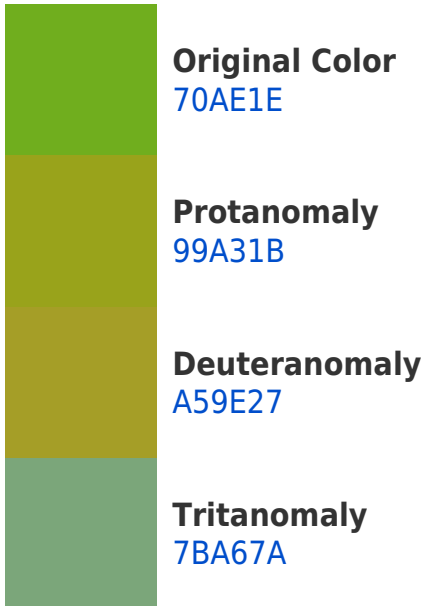 Original Color
70AE1E
Protanomaly
99A31B
Deuteranomaly
A59E27
Tritanomaly
7BA67A